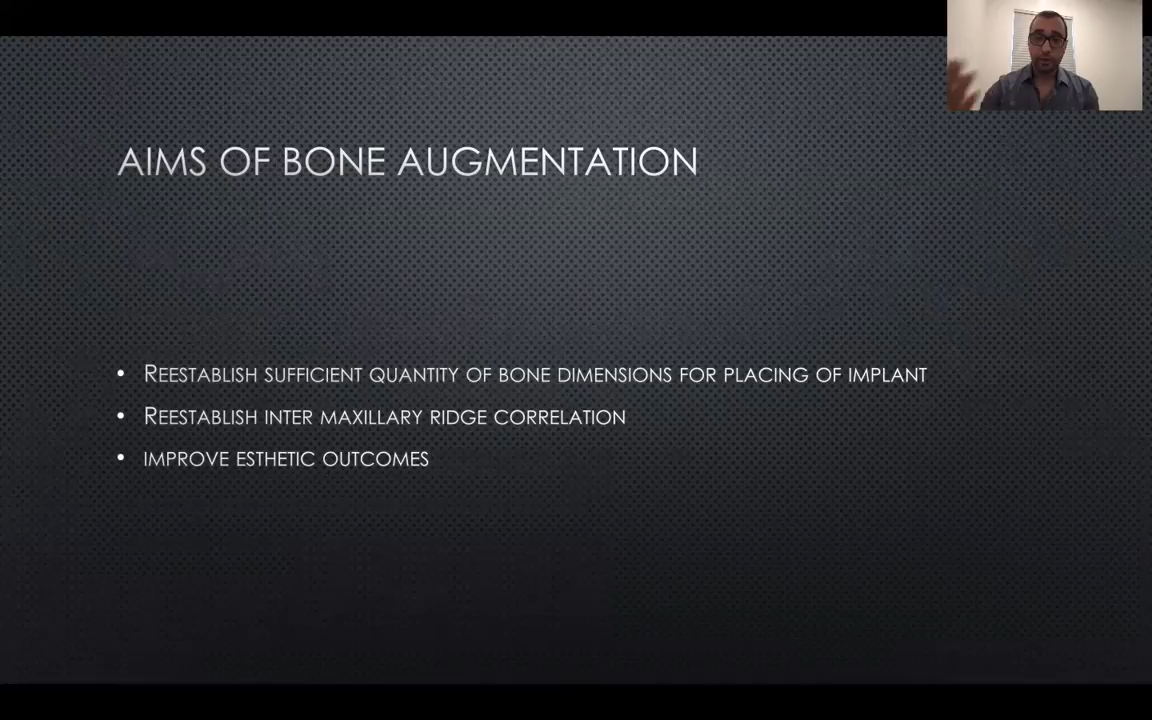 AIMS OF BONE AUGMENTATION
• REESTABLISH SUFFICIENT QUANTITY OF BONE DIMENSIONS FOR PLACING OF IMPLANT
• REESTABLISH INTER MAXILLARY RIDGE CORRELATION
• IMPROVE ESTHETIC OUTCOMES